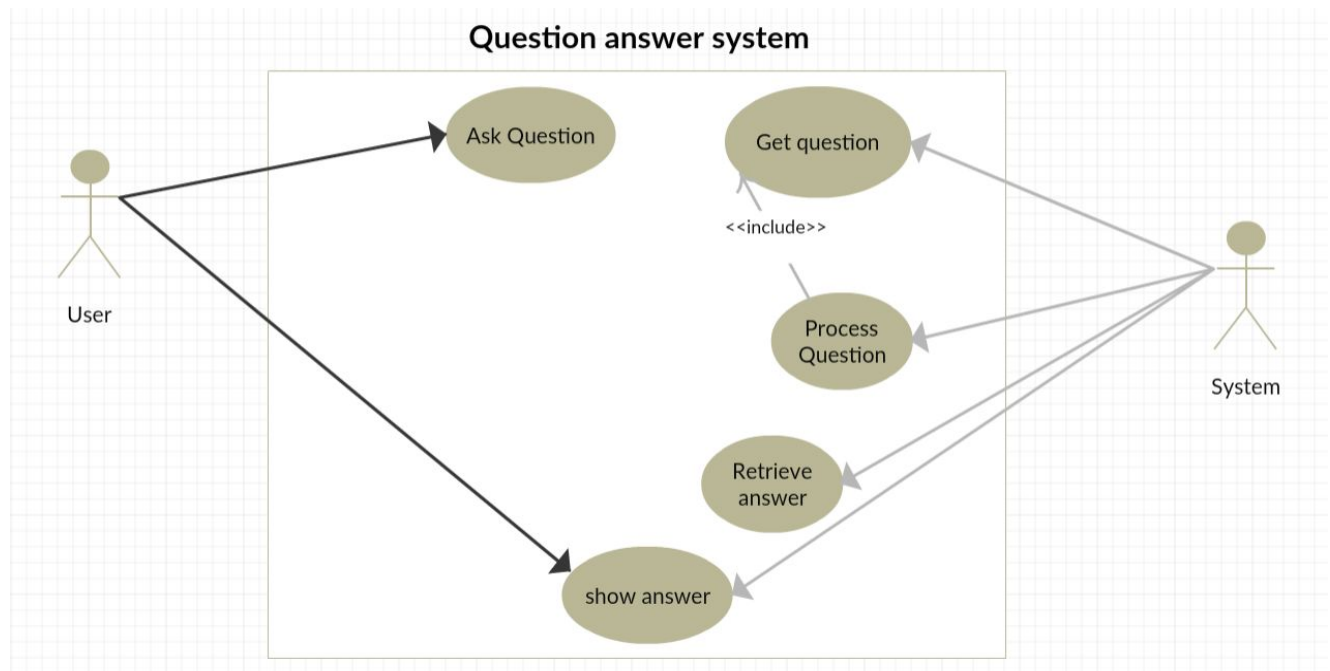 Question answer system
Ask Question
Get question
<<include>>
User
Process
Question
System
Retrieve
answer
show answer